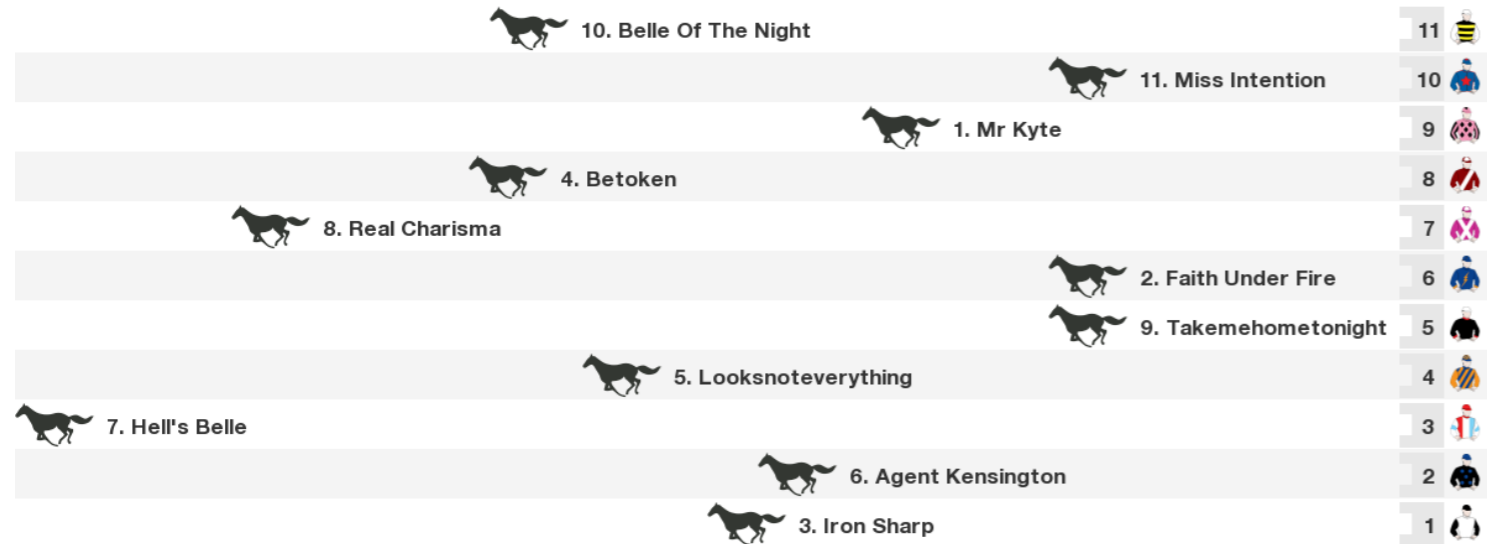 10. Belle Of The Night 11
11. Miss Intention 10
1. Mr Kyte 9
4. Betoken 8
8. Real Charisma 7
2. Faith Under Fire 6
9. Takemehometonight 5
5. Looksnoteverything 4
7. Hell's Belle 3
6. Agent Kensington 2
3. Iron Sharp 1